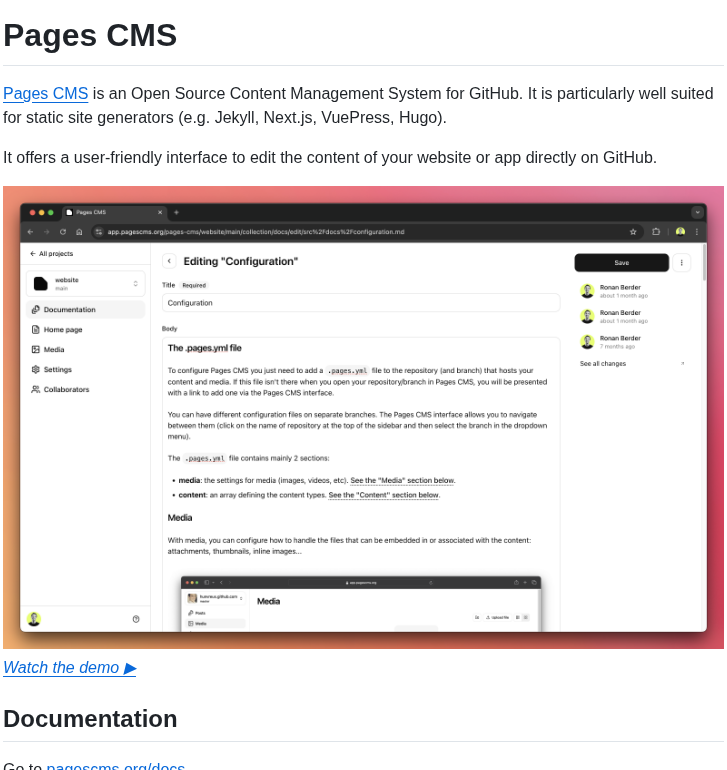 Pages CMS
Pages CMS is an Open Source Content Management System for GitHub. It is particularly well suited
for static site generators (e.g. Jekyll, Next.js, VuePress, Hugo).
It offers a user-friendly interface to edit the content of your website or app directly on GitHub.
Pages CMS
app.pagescms.org/pages-cms/website/main/collection/docs/edit/src%2Fdocs%2Fconfiguration.md
All projects
website
main
Documentation
Home page
Media
Settings
Collaborators
Editing "Configuration"
Title Required
Configuration
Body
The .pages.yml file
To configure Pages CMS you just need to add a .pages.yml file to the repository (and branch) that hosts your
content and media. If this file isn't there when you open your repository/branch in Pages CMS, you will be presented
with a link to add one via the Pages CMS interface.
You can have different configuration files on separate branches. The Pages CMS interface allows you to navigate
between them (click on the name of repository at the top of the sidebar and then select the branch in the dropdown
menu).
The .pages.yml file contains mainly 2 sections:
• media: the settings for media (images, videos, etc). See the "Media" section below.
• content: an array defining the content types. See the "Content" section below.
Media
With media, you can configure how to handle the files that can be embedded in or associated with the content:
attachments, thumbnails, inline images...
app.pagescms.org
Posts
Media
Media
Upload file
Save
Ronan Berder
about 1 month ago
Ronan Berder
about 1 month ago
Ronan Berder
7 months ago
See all changes
Watch the demo ▶
Documentation
Go to pagescms.org/docs